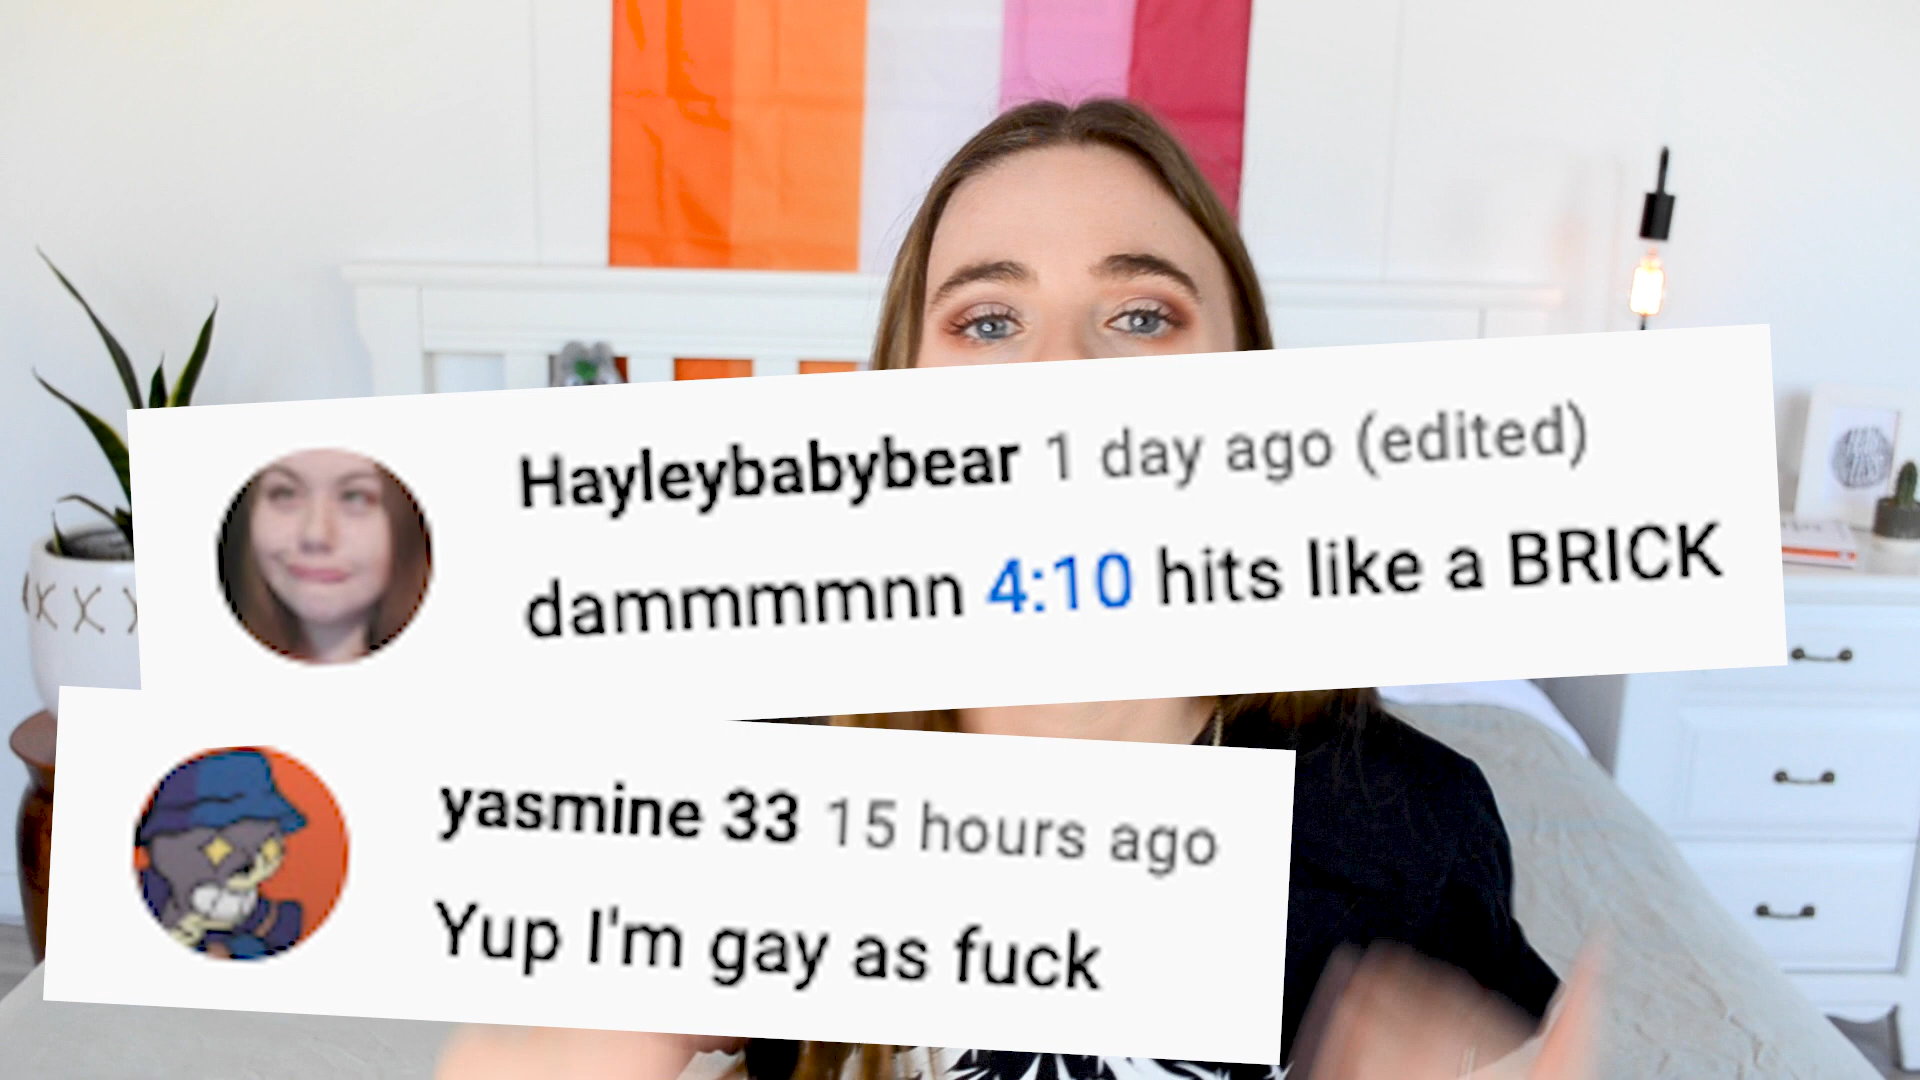 Hayleybabybear 1 day ago (edited)
dammmmnn 4:10 hits like a BRICK
yasmine 33 15 hours ago
Yup I'm gay as fuck